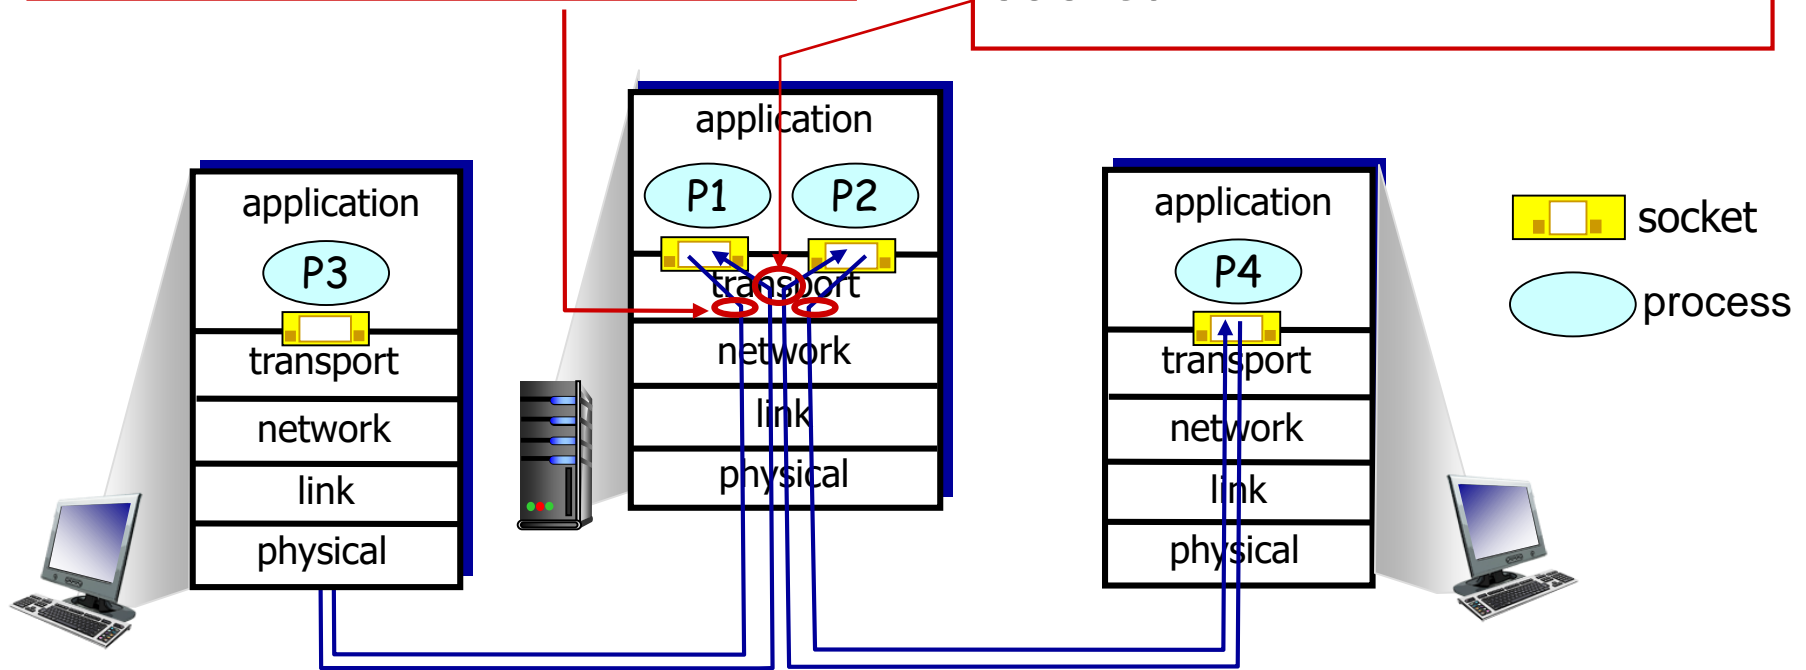 application
P1
P2
transport
network
link
physical
application
P3
transport
network
link
physical
application
P4
transport
network
link
physical
socket
process